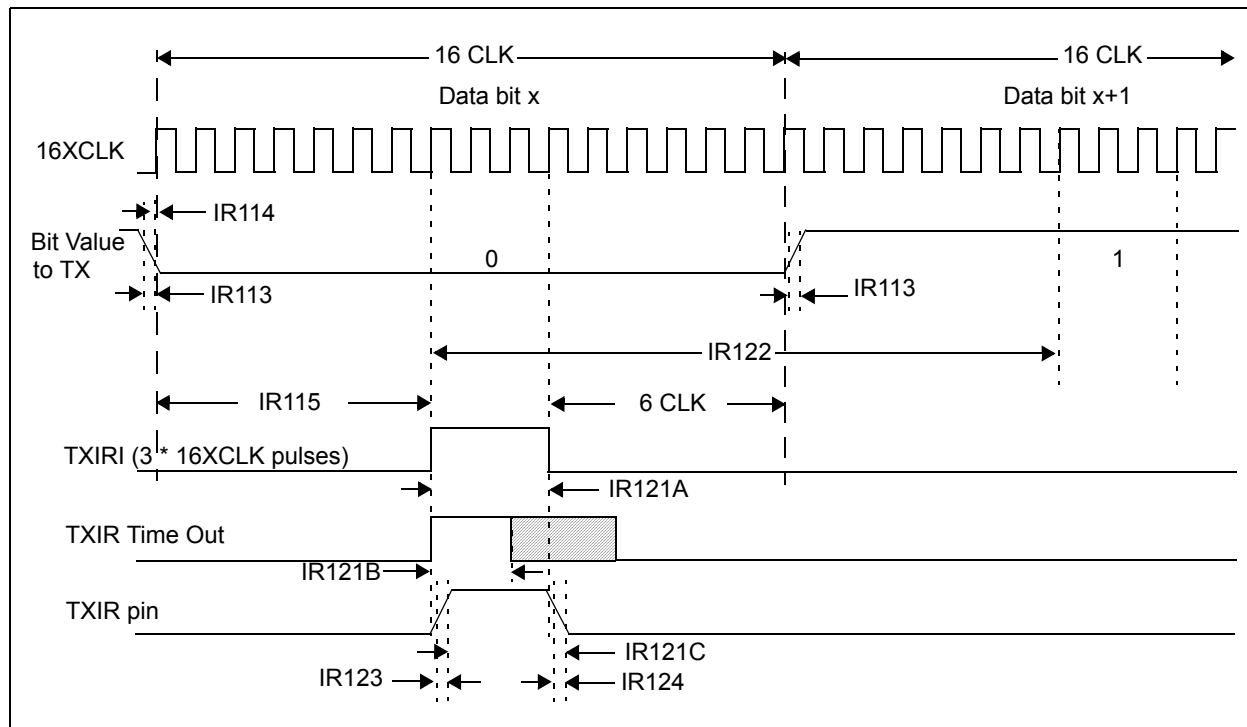 16 CLK
16 CLK
Data bit x
Data bit x+1
16XCLK
IR114
Bit Value
to TX
0
1
IR113
IR113
IR122
IR115
6 CLK
TXIRI (3 * 16XCLK pulses)
IR121A
TXIR Time Out
IR121B
TXIR pin
IR121C
IR123
IR124